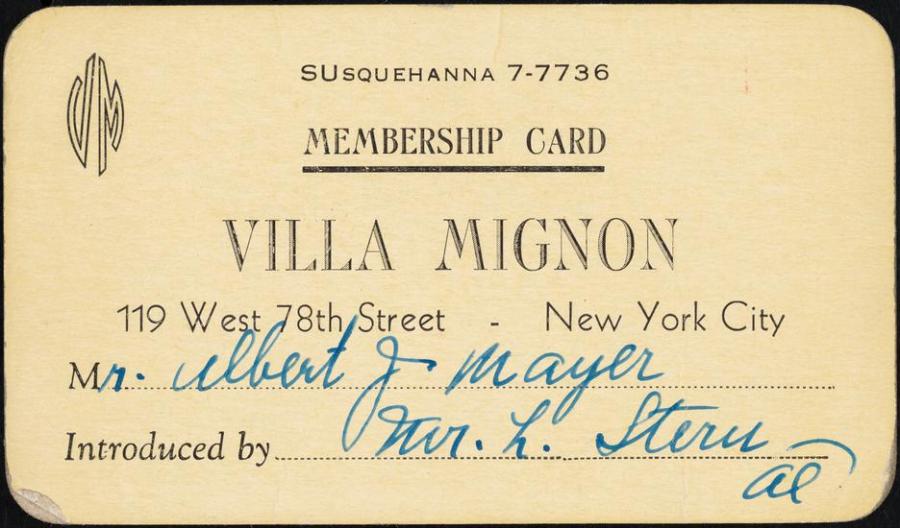 VM
SUSQUEHANNA 7-7736
MEMBERSHIP CARD
VILLA MIGNON
119 West 78th Street - New York City
Mr. Albert J Mayer
Introduced by Mr. L. Stern
al